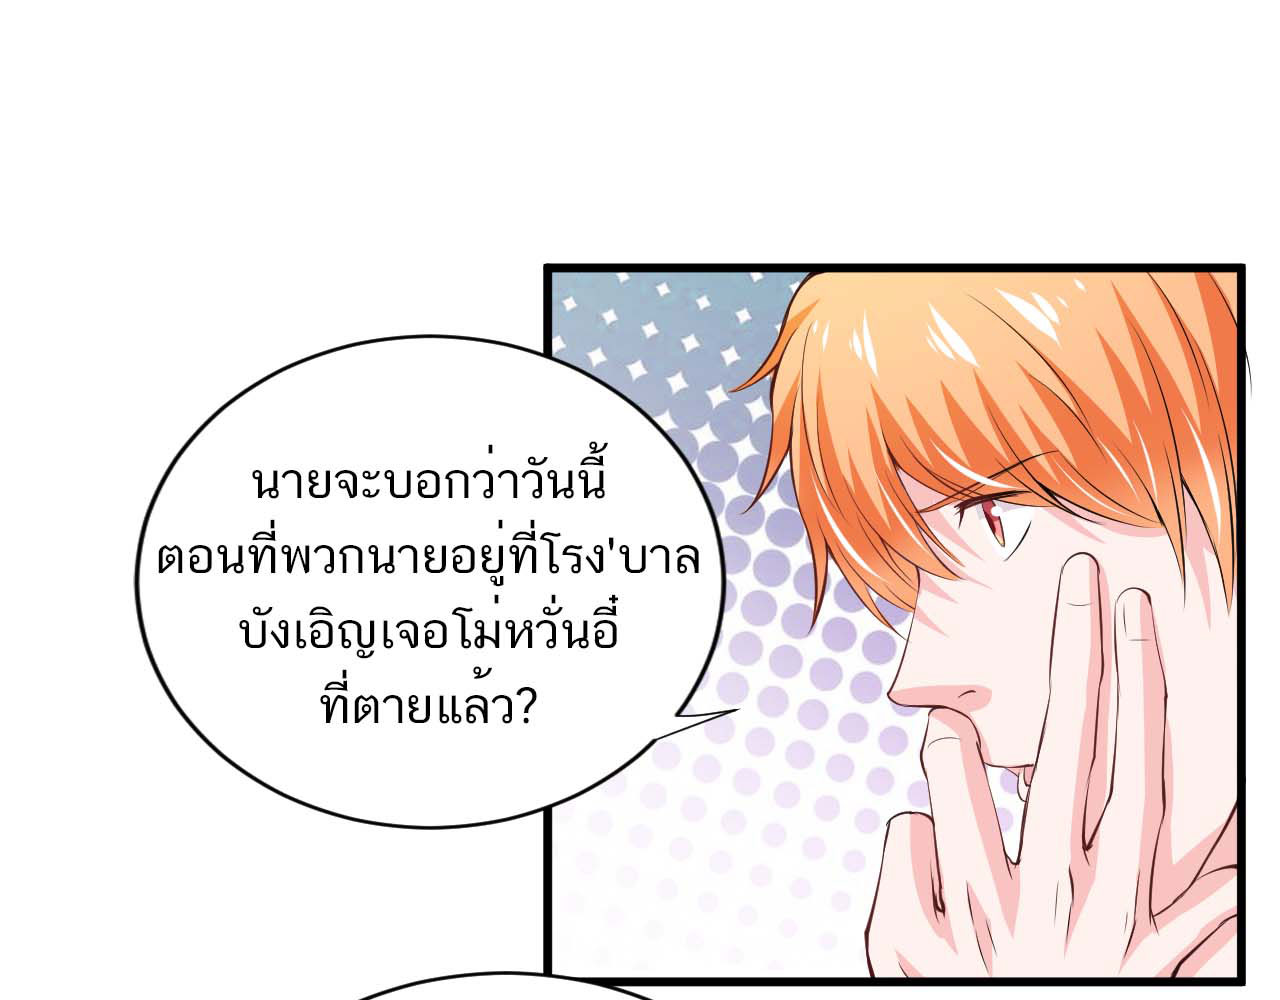 นายจะบอกว่าวันนี้
ตอนที่พวกนายอยู่ที่โรง'บาล
บังเอิญเจอโม่หวั่นอี๋
ที่ตายแล้ว?